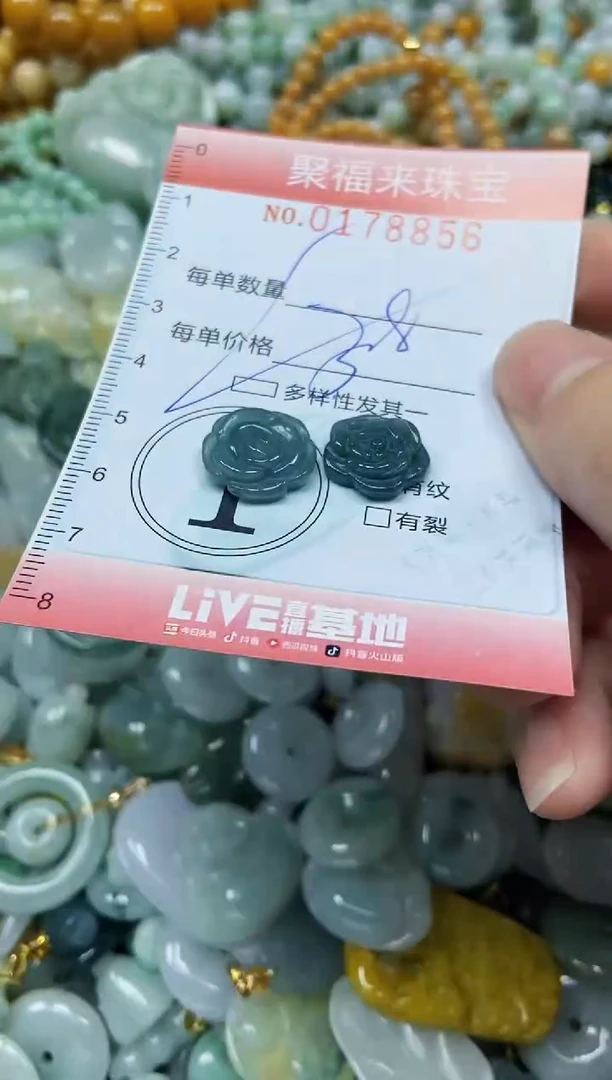 聚福来珠宝
NO.0178856
每单数量
每单价格
38
多样性发其一
有纹
有裂
LiVE直播基地
今日头条 抖音 西瓜视频 抖音火山版
0
1
2
3
4
5
6
7
8